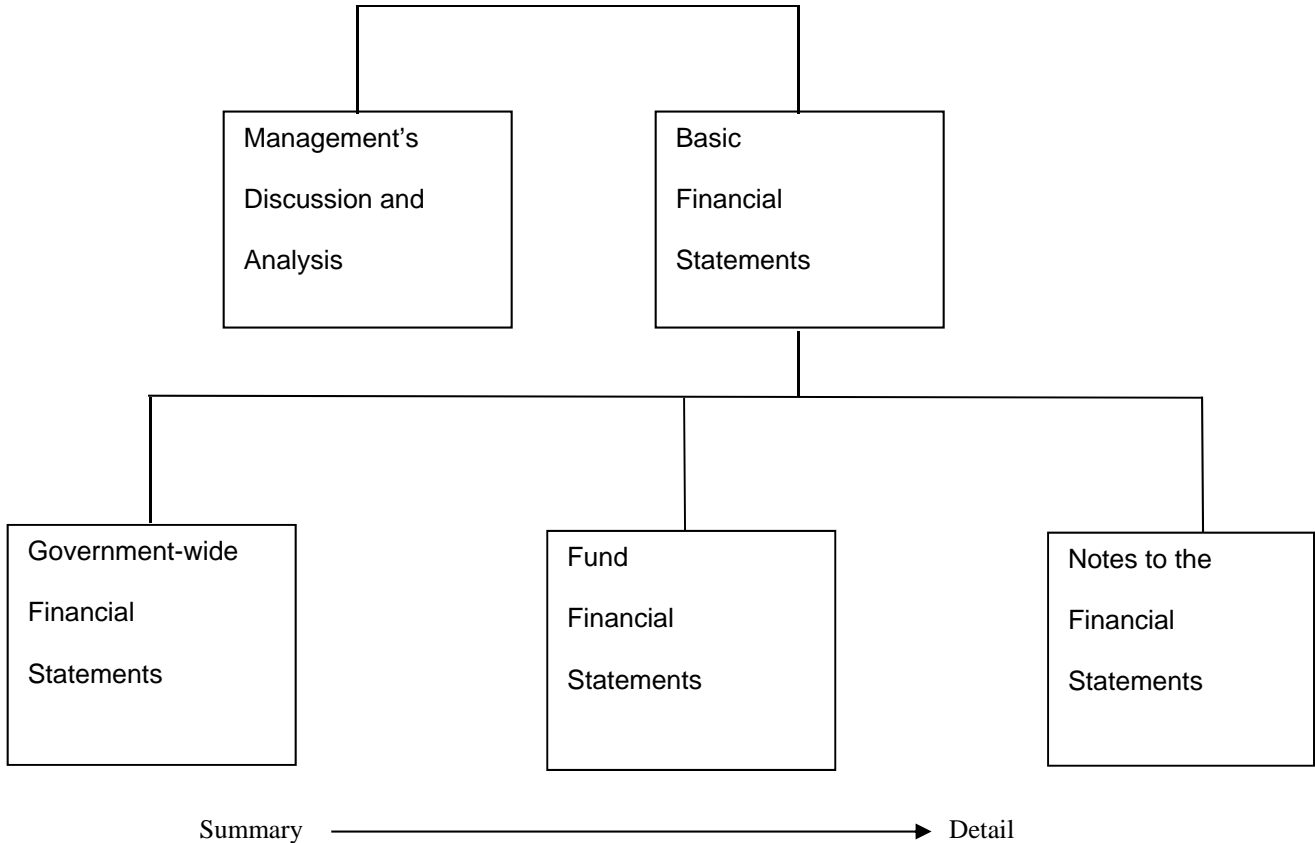 Management’s
Discussion and
Analysis
Basic
Financial
Statements
Government-wide
Financial
Statements
Fund
Financial
Statements
Notes to the
Financial
Statements
Summary
Detail